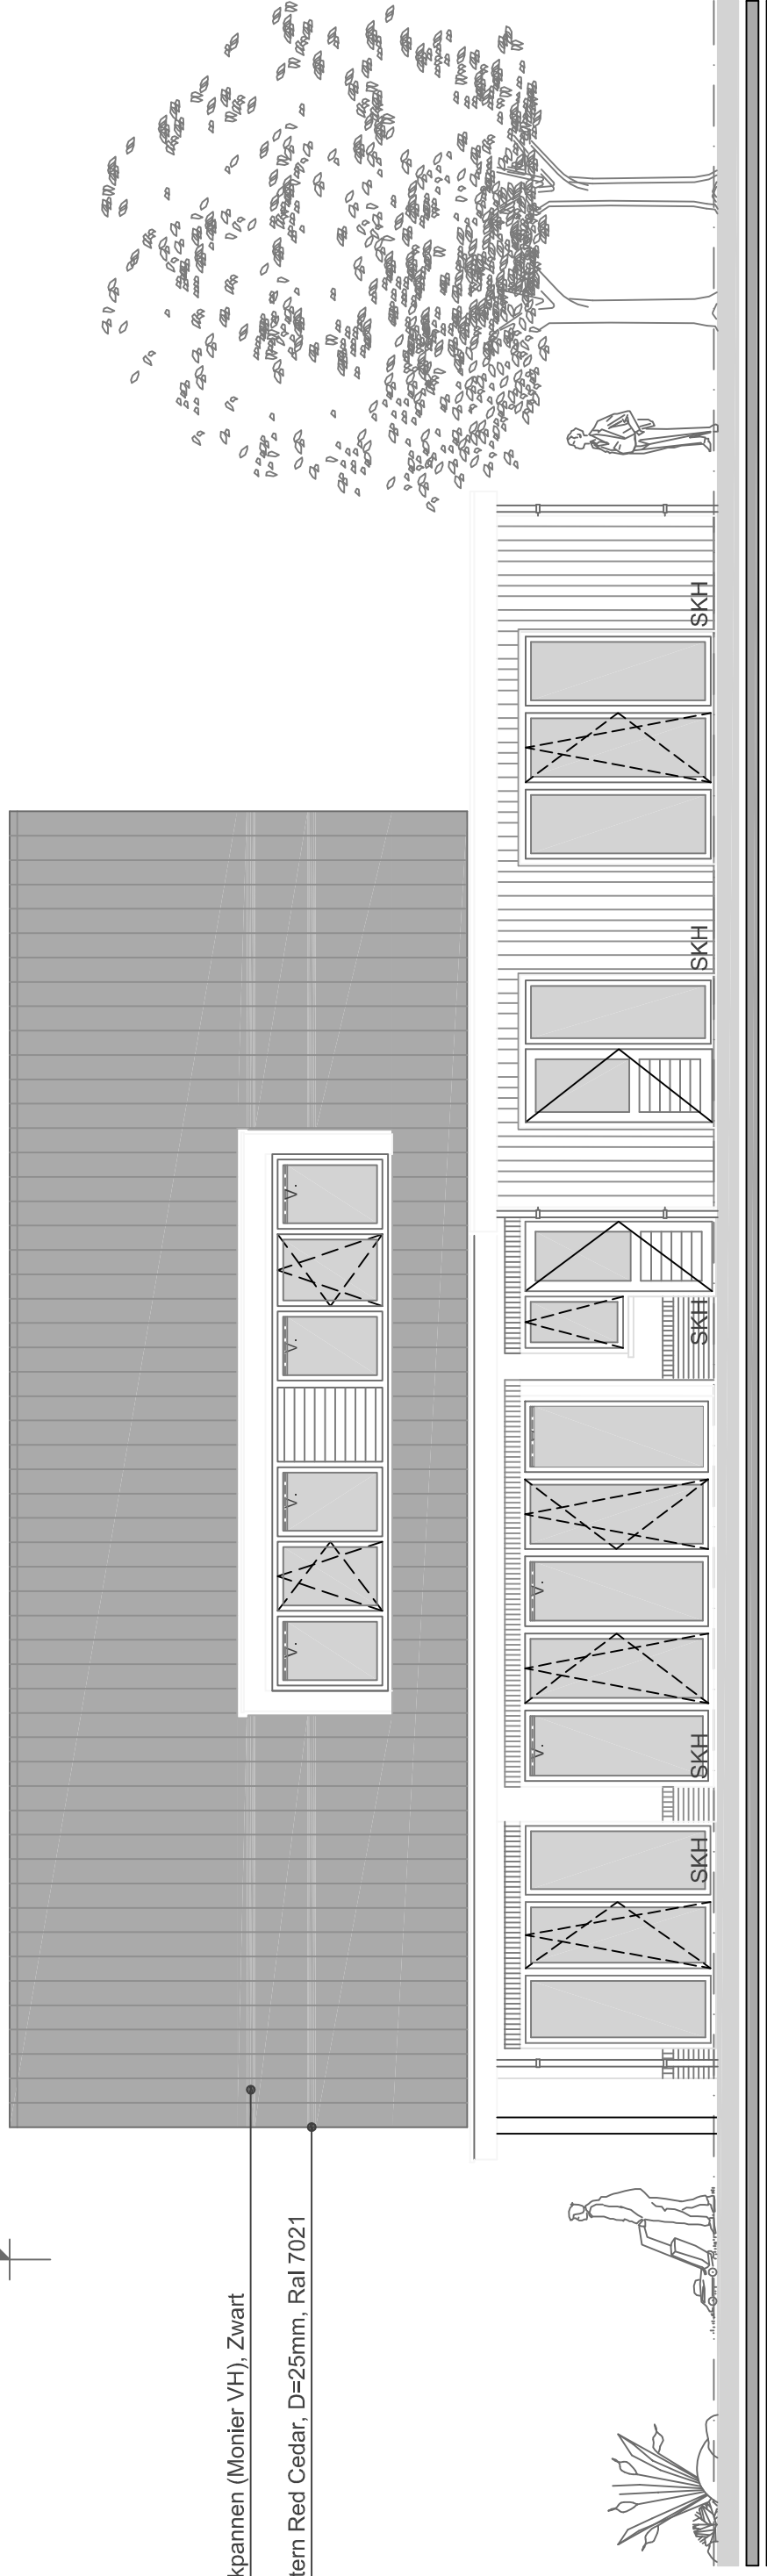 kpannen (Monier VH), Zwart
tern Red Cedar, D=25mm, Ral 7021
V.
V.
V.
V.
V.
V.
SKH
SKH
SKH
SKH
SKH